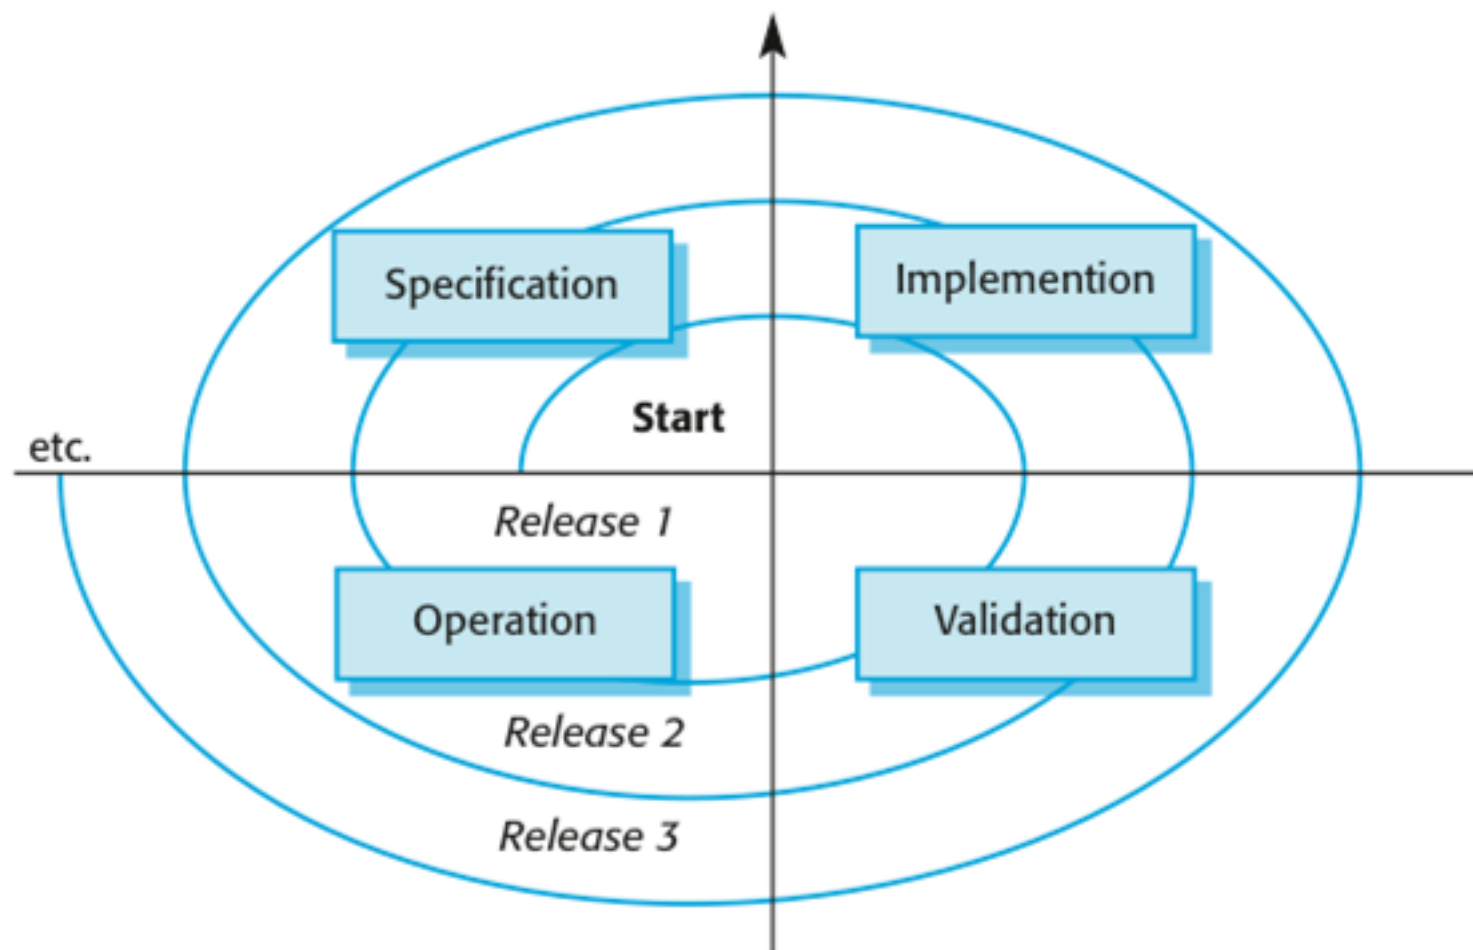 Specification
Implemention
Start
etc.
Release 1
Operation
Validation
Release 2
Release 3